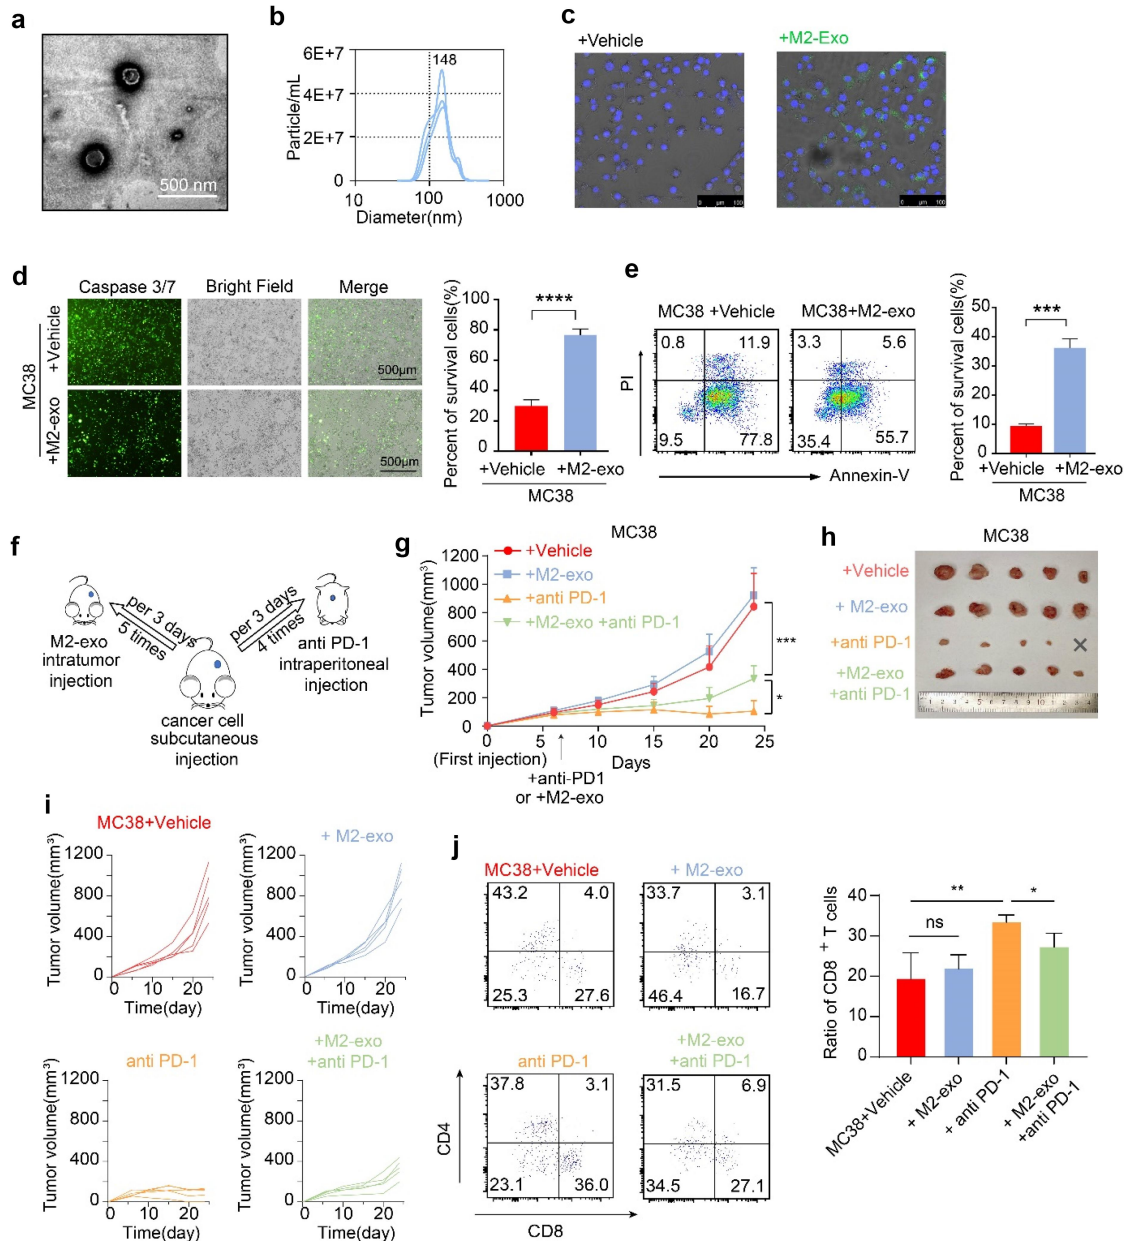 a
500 nm
b
6E+7
4E+7
2E+7
0
Particle/mL
148
10
100
1000
Diameter(nm)
c
+Vehicle
+M2-Exo
0 µm 100
0 µm 100
d
Caspase 3/7
Bright Field
Merge
MC38
+Vehicle
+M2-exo
500µm
500µm
Percent of survival cells(%)
100
80
60
40
20
0
****
+Vehicle
+M2-exo
MC38
e
MC38 +Vehicle
MC38+M2-exo
0.8
11.9
9.5
77.8
3.3
5.6
35.4
55.7
PI
Annexin-V
Percent of survival cells(%)
50
40
30
20
10
0
***
+Vehicle
+M2-exo
MC38
f
per 3 days
5 times
per 3 days
4 times
M2-exo
intratumor
injection
anti PD-1
intraperitoneal
injection
cancer cell
subcutaneous
injection
g
MC38
+Vehicle
+M2-exo
+anti PD-1
+M2-exo +anti PD-1
Tumor volume(mm³)
1200
1000
800
600
400
200
0
***
*
0
5
10
15
20
25
(First injection)
Days
+anti-PD1
or +M2-exo
h
MC38
+Vehicle
+ M2-exo
+anti PD-1
+M2-exo
+anti PD-1
i
MC38+Vehicle
Tumor volume(mm³)
1200
800
400
0
0
20
Time(day)
+ M2-exo
Tumor volume(mm³)
1200
800
400
0
0
20
Time(day)
anti PD-1
Tumor volume(mm³)
1200
800
400
0
0
20
Time(day)
+M2-exo
+anti PD-1
Tumor volume(mm³)
1200
800
400
0
0
20
Time(day)
j
MC38+Vehicle
43.2
4.0
25.3
27.6
+ M2-exo
33.7
3.1
46.4
16.7
anti PD-1
37.8
3.1
23.1
36.0
+M2-exo
+anti PD-1
31.5
6.9
34.5
27.1
CD4
CD8
Ratio of CD8⁺ T cells
40
30
20
10
0
ns
**
*
MC38+Vehicle
+ M2-exo
+ anti PD-1
+ M2-exo
+anti PD-1